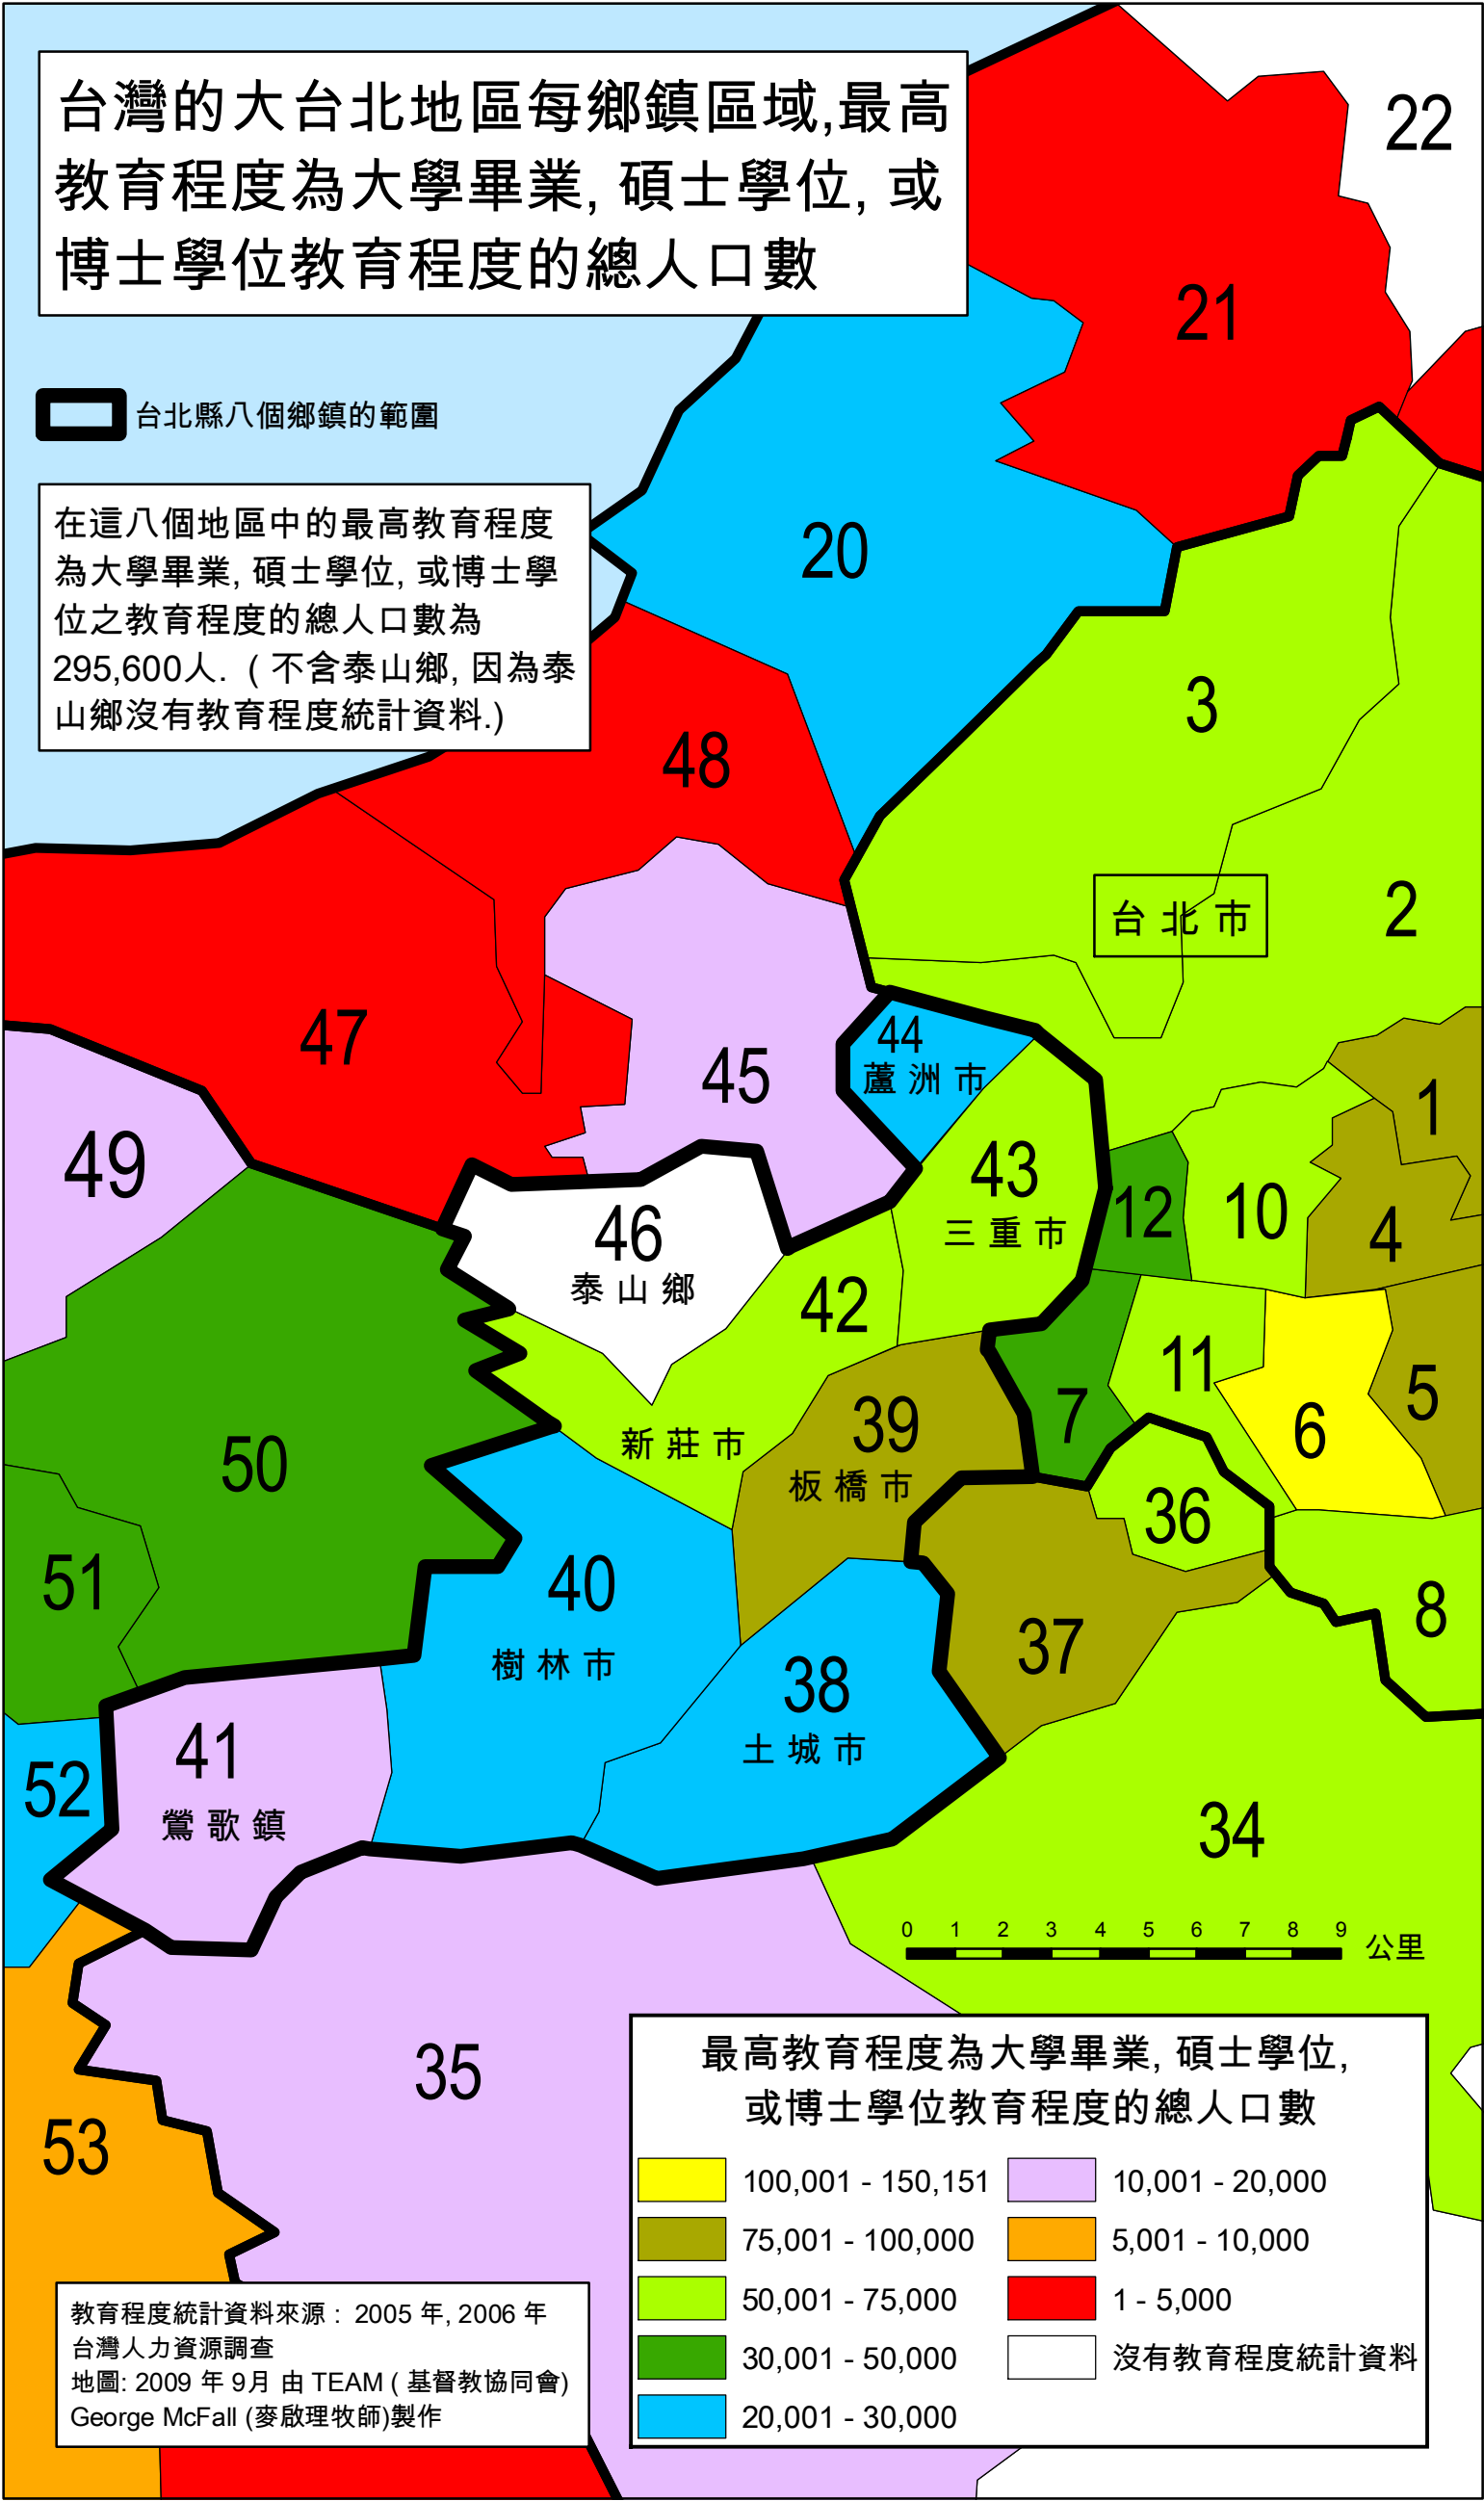 台灣的大台北地區每鄉鎮區域,最高
教育程度為大學畢業, 碩士學位, 或
博士學位教育程度的總人口數
22
21
台北縣八個鄉鎮的範圍
在這八個地區中的最高教育程度
為大學畢業, 碩士學位, 或博士學
位之教育程度的總人口數為
295,600人. ( 不含泰山鄉, 因為泰
山鄉沒有教育程度統計資料.)
20
3
48
2
台 北 市
47
44
蘆 洲 市
45
1
49
43
三 重 市
12
10
4
46
泰 山 鄉
42
新 莊 市
11
7
5
6
39
板 橋 市
50
36
51
40
樹 林 市
8
37
38
土 城 市
41
鶯 歌 鎮
52
34
0 1 2 3 4 5 6 7 8 9 公里
35
53
最高教育程度為大學畢業, 碩士學位,
或博士學位教育程度的總人口數
100,001 - 150,151
75,001 - 100,000
50,001 - 75,000
30,001 - 50,000
20,001 - 30,000
10,001 - 20,000
5,001 - 10,000
1 - 5,000
沒有教育程度統計資料
教育程度統計資料來源 : 2005 年, 2006 年
台灣人力資源調查
地圖: 2009 年 9月 由 TEAM ( 基督教協同會)
George McFall (麥啟理牧師)製作